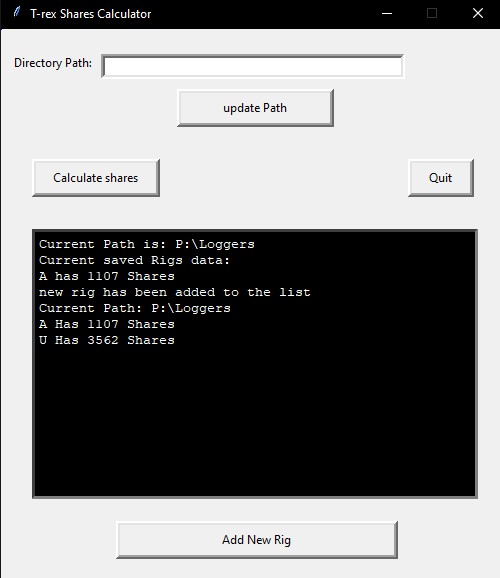 T-rex Shares Calculator
Directory Path:
update Path
Calculate shares
Quit
Current Path is: P:\Loggers
Current saved Rigs data:
A has 1107 Shares
new rig has been added to the list
Current Path: P:\Loggers
A Has 1107 Shares
U Has 3562 Shares
Add New Rig